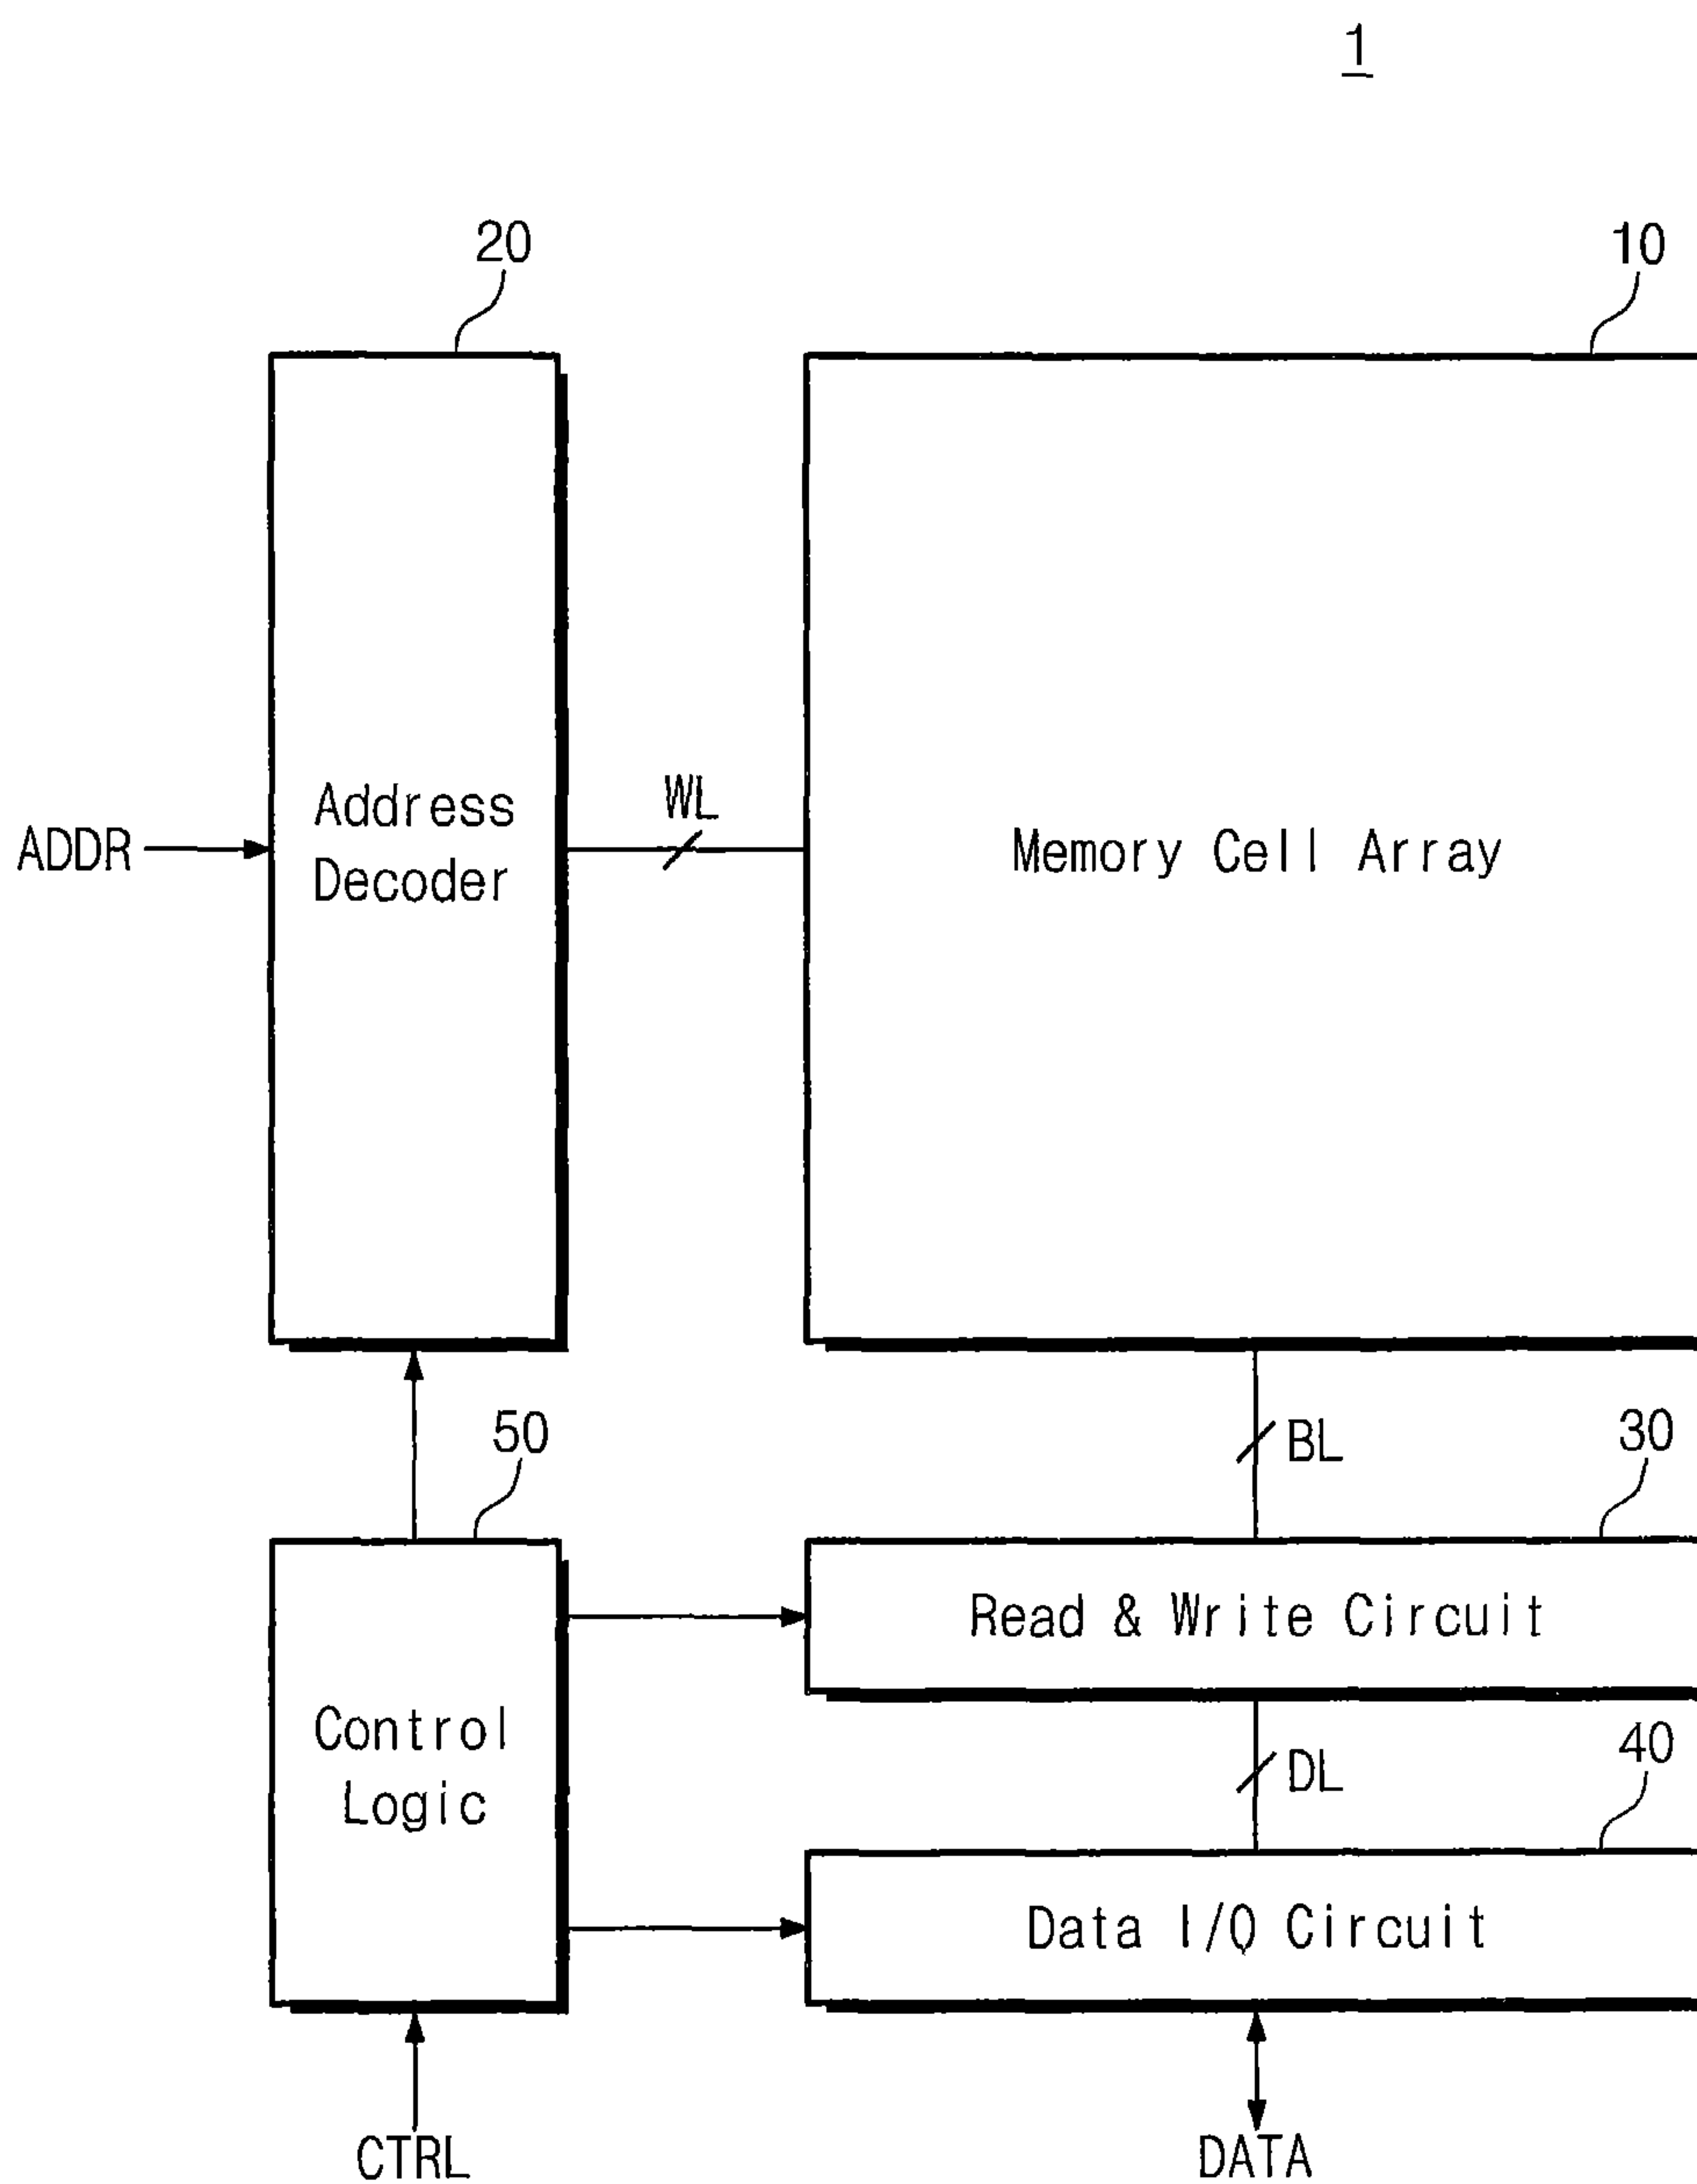 1
20
10
Address
Decoder
ADDR
WL
Memory Cell Array
50
BL
30
Read & Write Circuit
Control
Logic
DL
40
Data I/O Circuit
CTRL
DATA